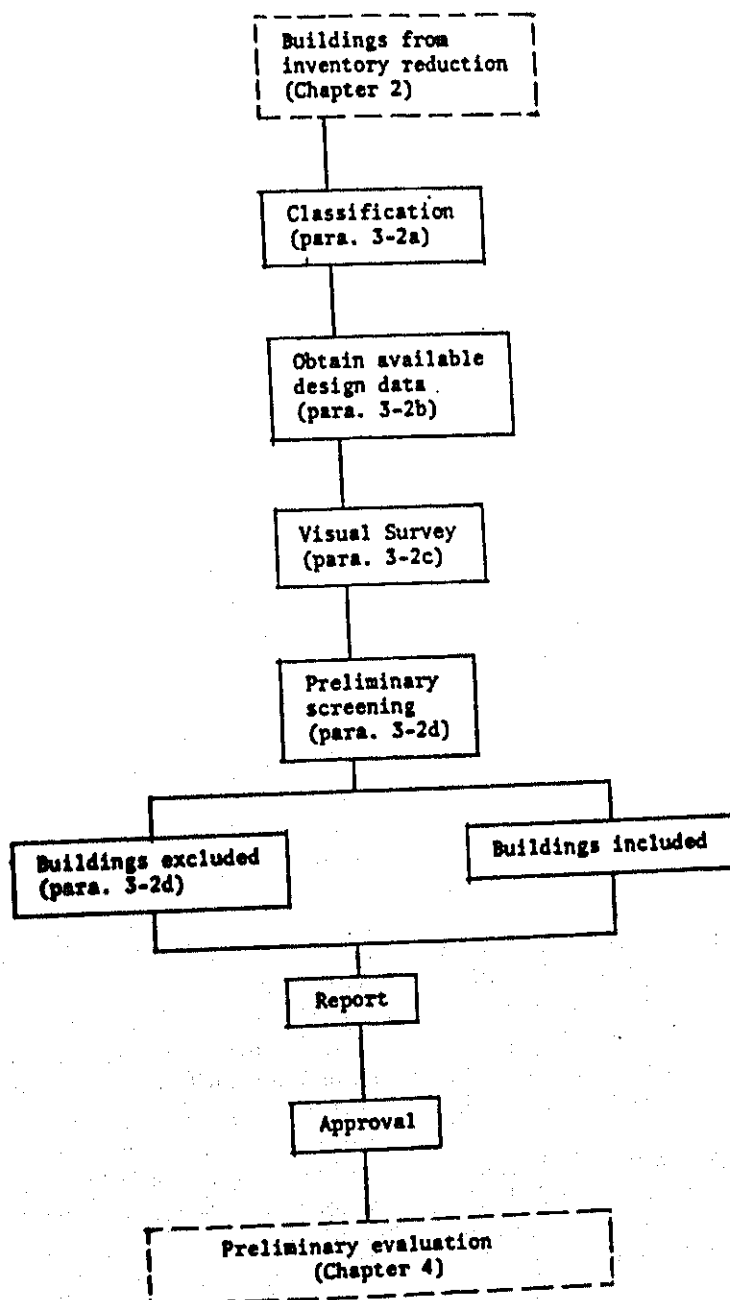 Buildings from
inventory reduction
(Chapter 2)
Classification
(para. 3-2a)
Obtain available
design data
(para. 3-2b)
Visual Survey
(para. 3-2c)
Preliminary
screening
(para. 3-2d)
Buildings excluded
(para. 3-2d)
Buildings included
Report
Approval
Preliminary evaluation
(Chapter 4)